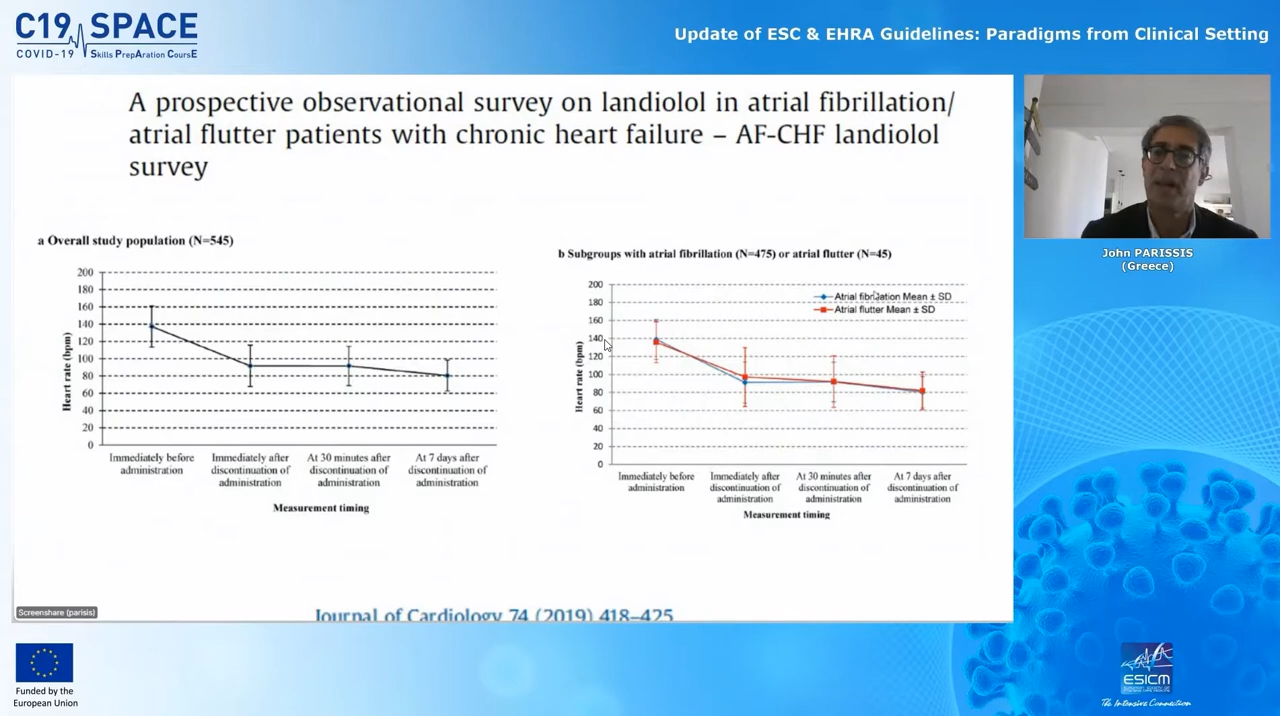 C19 SPACE
COVID-19 Skills PrepAration CoursE
Update of ESC & EHRA Guidelines: Paradigms from Clinical Setting
A prospective observational survey on landiolol in atrial fibrillation/
atrial flutter patients with chronic heart failure – AF-CHF landiolol
survey
a Overall study population (N=545)
Heart rate (bpm)
200
180
160
140
120
100
80
60
40
20
0
Immediately before
administration
Immediately after
discontinuation of
administration
At 30 minutes after
discontinuation of
administration
At 7 days after
discontinuation of
administration
Measurement timing
b Subgroups with atrial fibrillation (N=475) or atrial flutter (N=45)
Atrial fibrillation Mean ± SD
Atrial flutter Mean ± SD
Heart rate (bpm)
200
180
160
140
120
100
80
60
40
20
0
Immediately before
administration
Immediately after
discontinuation of
administration
At 30 minutes after
discontinuation of
administration
At 7 days after
discontinuation of
administration
Measurement timing
Journal of Cardiology 74 (2019) 418–425
Screenshare (parisis)
John PARISSIS
(Greece)
Funded by the
European Union
ESICM
The Intensive Connection